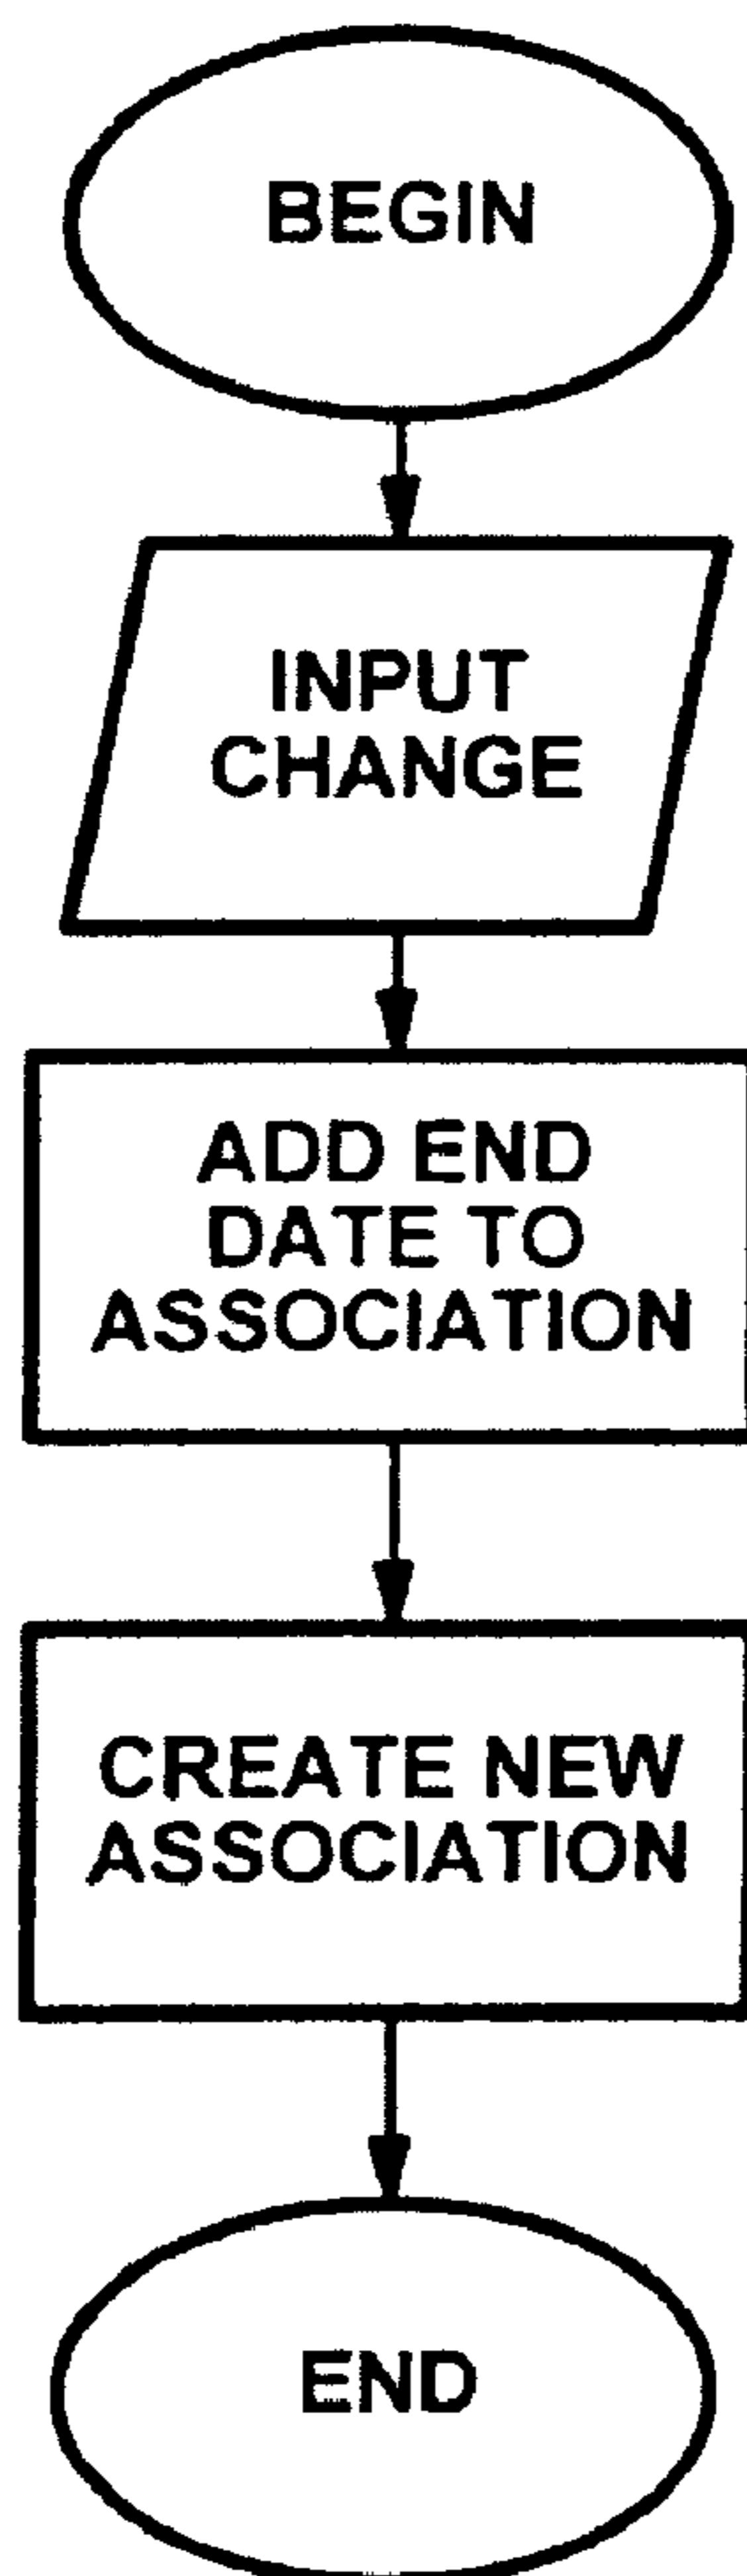 BEGIN
INPUT
CHANGE
ADD END
DATE TO
ASSOCIATION
CREATE NEW
ASSOCIATION
END